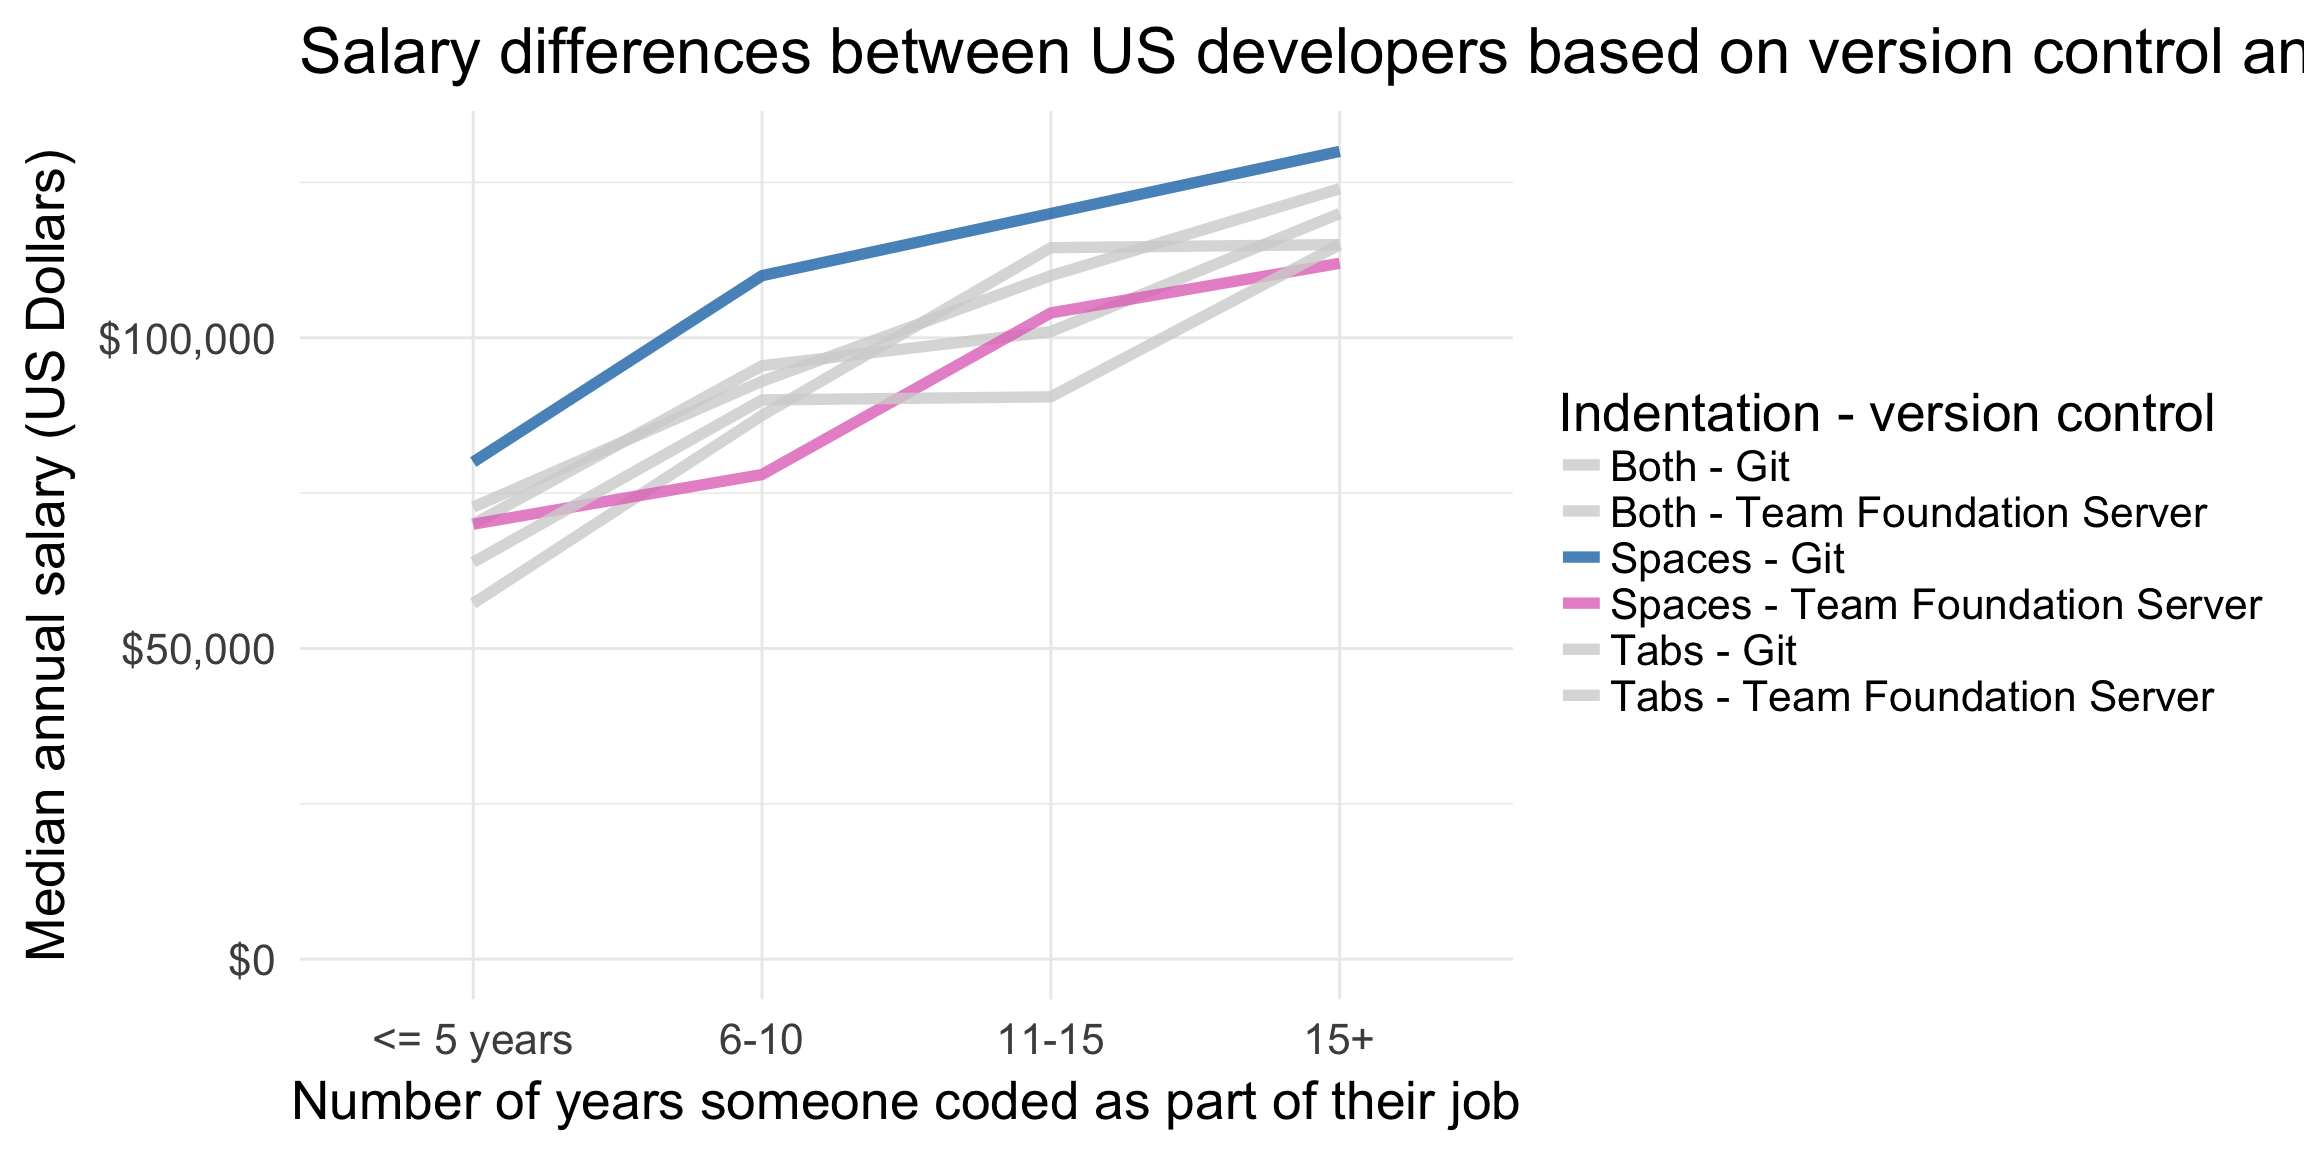 Salary differences between US developers based on version control an
Median annual salary (US Dollars)
$100,000
$50,000
$0
<= 5 years
6-10
11-15
15+
Number of years someone coded as part of their job
Indentation - version control
Both - Git
Both - Team Foundation Server
Spaces - Git
Spaces - Team Foundation Server
Tabs - Git
Tabs - Team Foundation Server